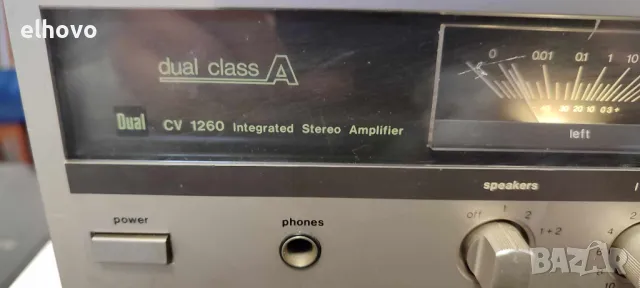 elhovo
dual class A
0 0.01 0.1 1 10
Dual CV 1260 Integrated Stereo Amplifier
left
speakers
power
phones
off 1 2 1+2
BAZAR